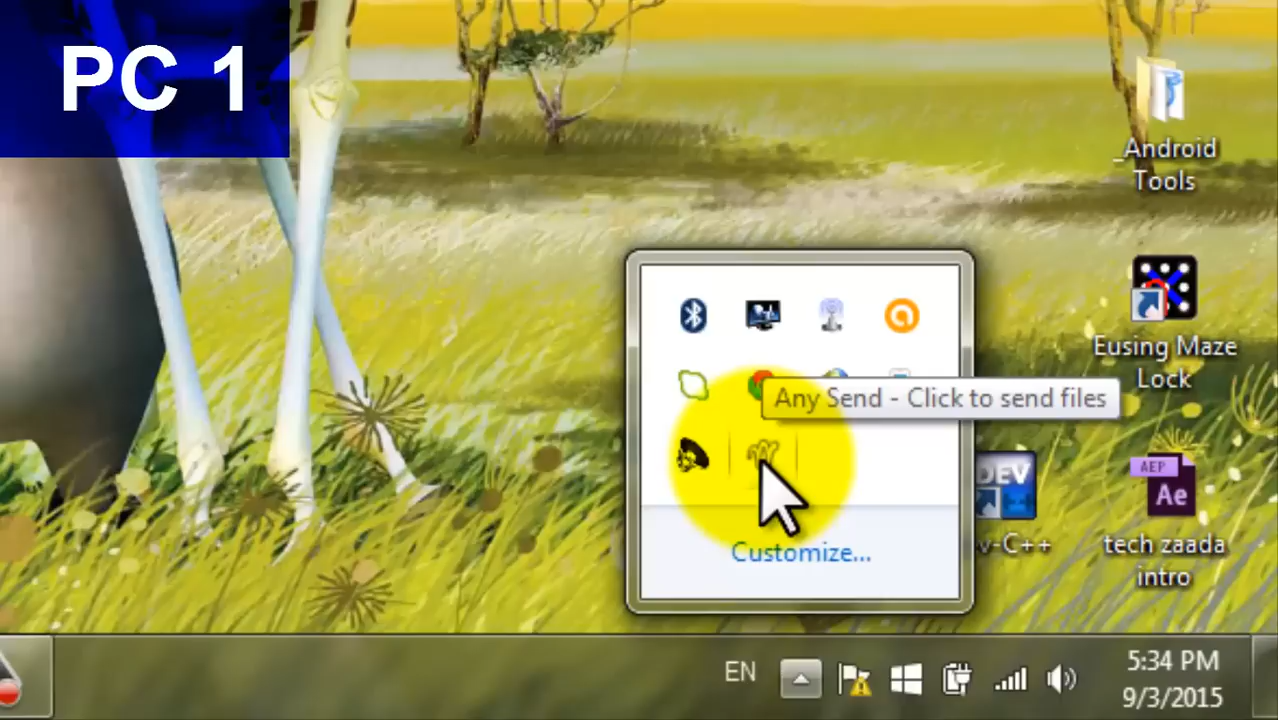 PC 1
_Android
Tools
Eusing Maze
Lock
Any Send - Click to send files
DEV
v-C++
AEP
Ae
tech zaada
intro
Customize...
EN
5:34 PM
9/3/2015